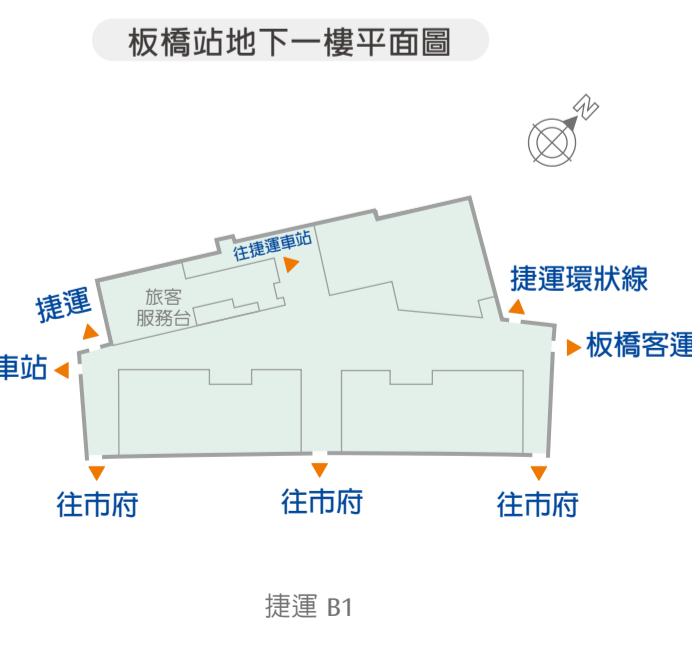 板橋站地下一樓平面圖
N
往捷運車站
捷運環狀線
捷運
旅客
服務台
板橋客運
車站
往市府
往市府
往市府
捷運 B1